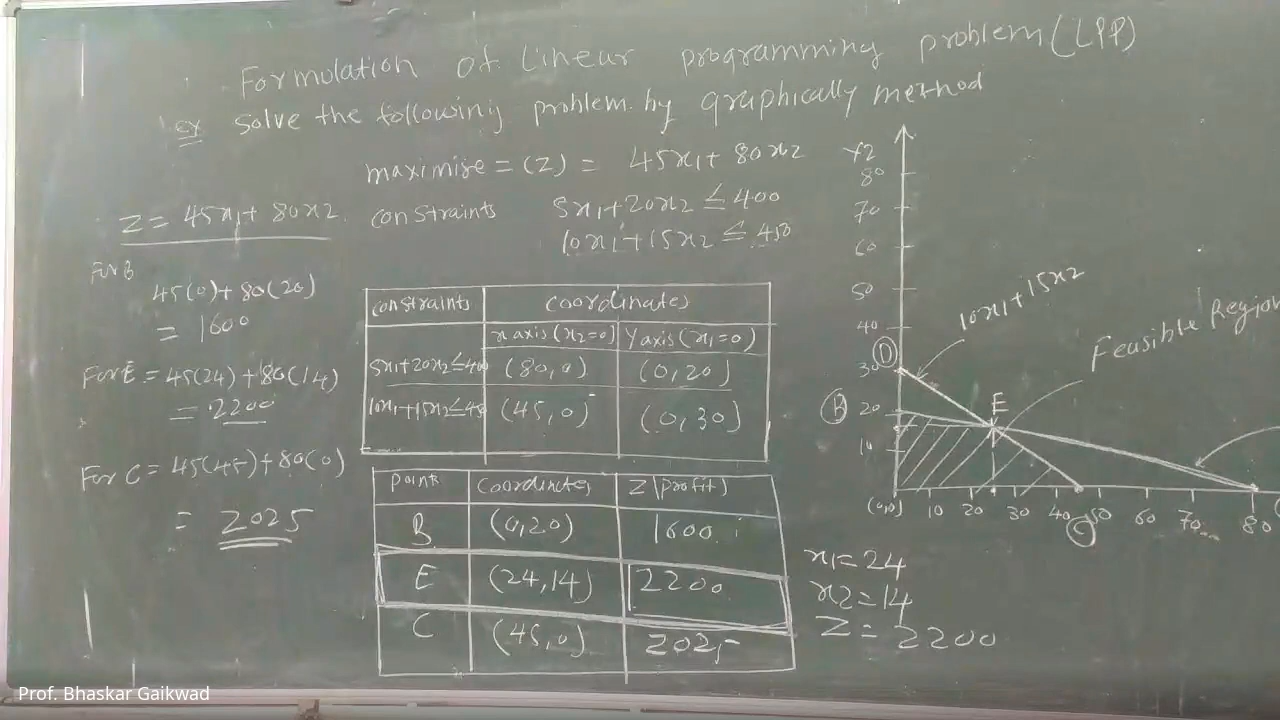 Formulation of Linear programming problem (LPP)
Ex solve the following problem by graphically method
maximise = (Z) = 45x1 + 80x2
constraints 5x1 + 20x2 ≤ 400
10x1 + 15x2 ≤ 450
Z = 45x1 + 80x2
For B
45(0) + 80(20)
= 1600
For E = 45(24) + 80(14)
= 2200
For C = 45(45) + 80(0)
= 2025
constraints coordinates
x axis (x2=0) Y axis (x1=0)
5x1+20x2≤400 (80,0) (0,20)
10x1+15x2≤45 (45,0) (0,30)
Point Coordinates Z (Profit)
B (0,20) 1600
E (24,14) 2200
C (45,0) 2025
x2
80
70
60
50
40
30
20
10
D
B
E
10x1+15x2
Feasible Region
(0,0) 10 20 30 40 50 60 70 80
C
x1 = 24
x2 = 14
Z = 2200
Prof. Bhaskar Gaikwad